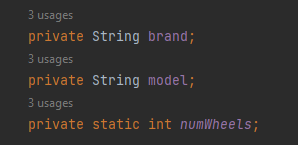 3 usages
private String brand;
3 usages
private String model;
3 usages
private static int numWheels;